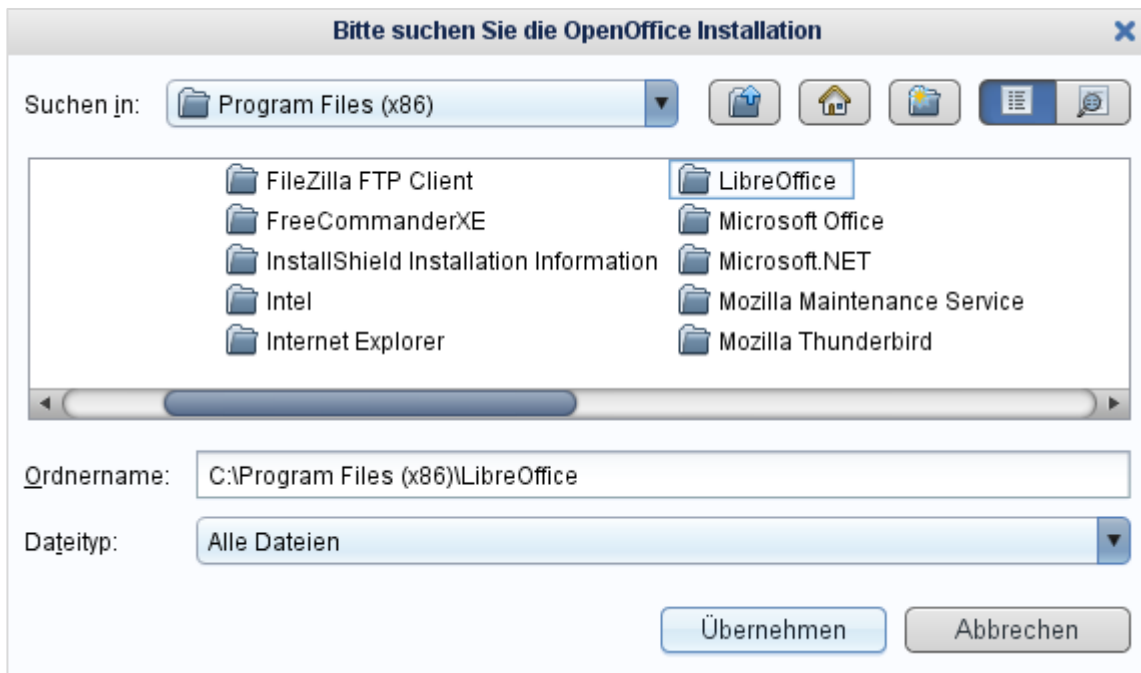 Bitte suchen Sie die OpenOffice Installation
Suchen in: Program Files (x86)
FileZilla FTP Client LibreOffice
FreeCommanderXE Microsoft Office
InstallShield Installation Information Microsoft.NET
Intel Mozilla Maintenance Service
Internet Explorer Mozilla Thunderbird
Ordnername: C:\Program Files (x86)\LibreOffice
Dateityp: Alle Dateien
Übernehmen Abbrechen